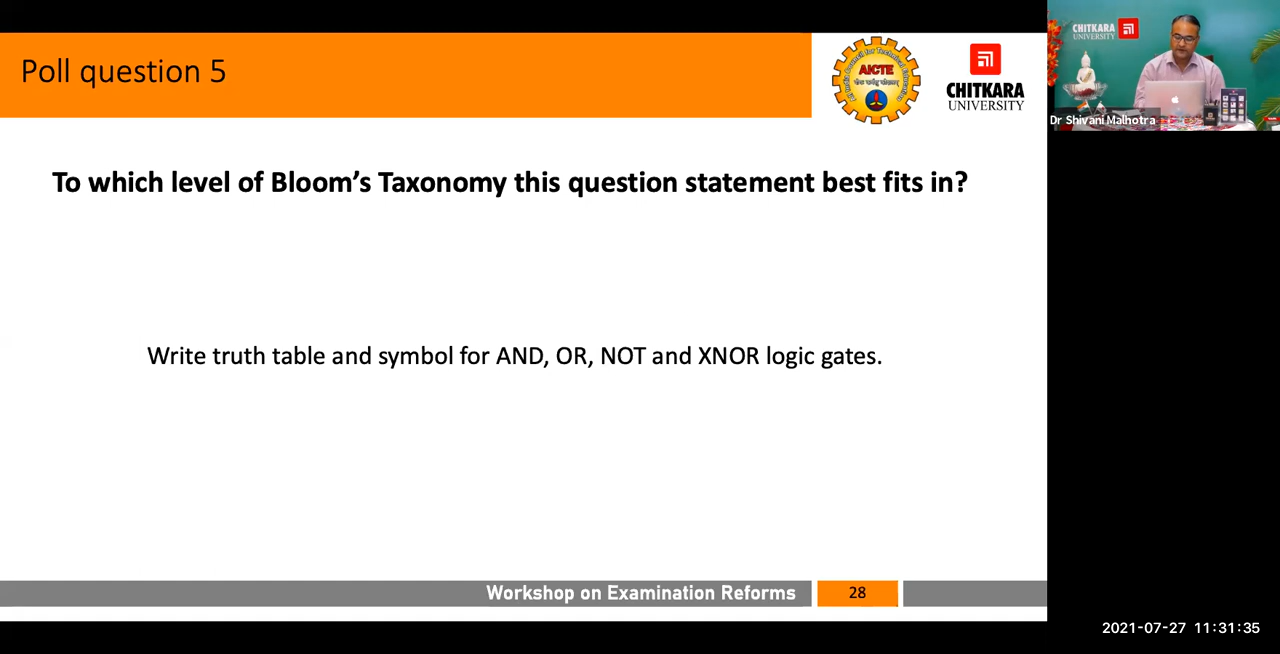 Poll question 5
AICTE
CHITKARA
UNIVERSITY
CHITKARA
UNIVERSITY
Dr Shivani Malhotra
To which level of Bloom's Taxonomy this question statement best fits in?
Write truth table and symbol for AND, OR, NOT and XNOR logic gates.
Workshop on Examination Reforms
28
2021-07-27 11:31:35